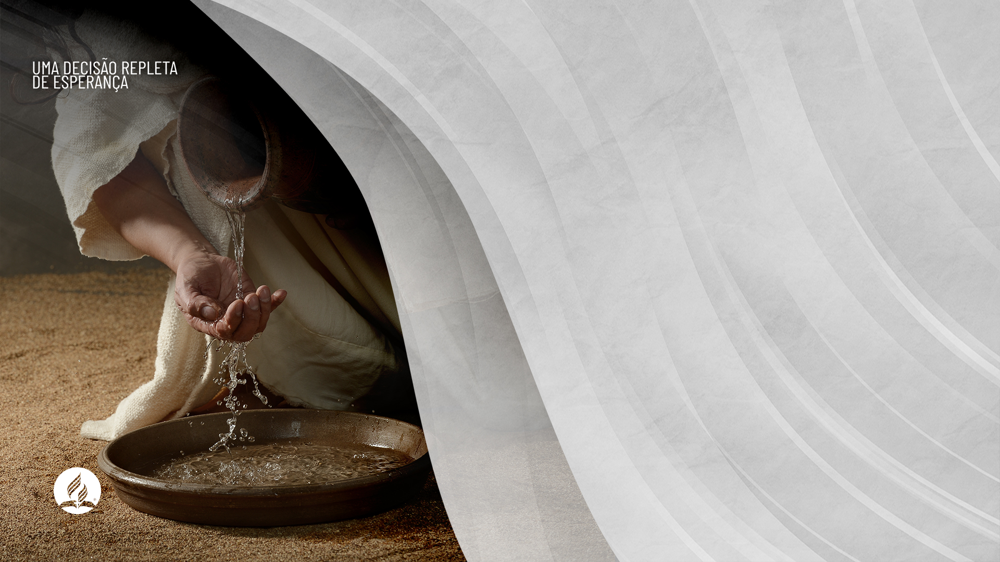 UMA DECISÃO REPLETA
DE ESPERANÇA